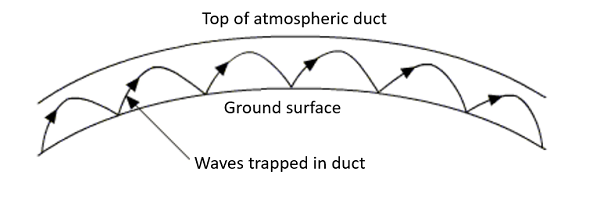 Top of atmospheric duct
Ground surface
Waves trapped in duct